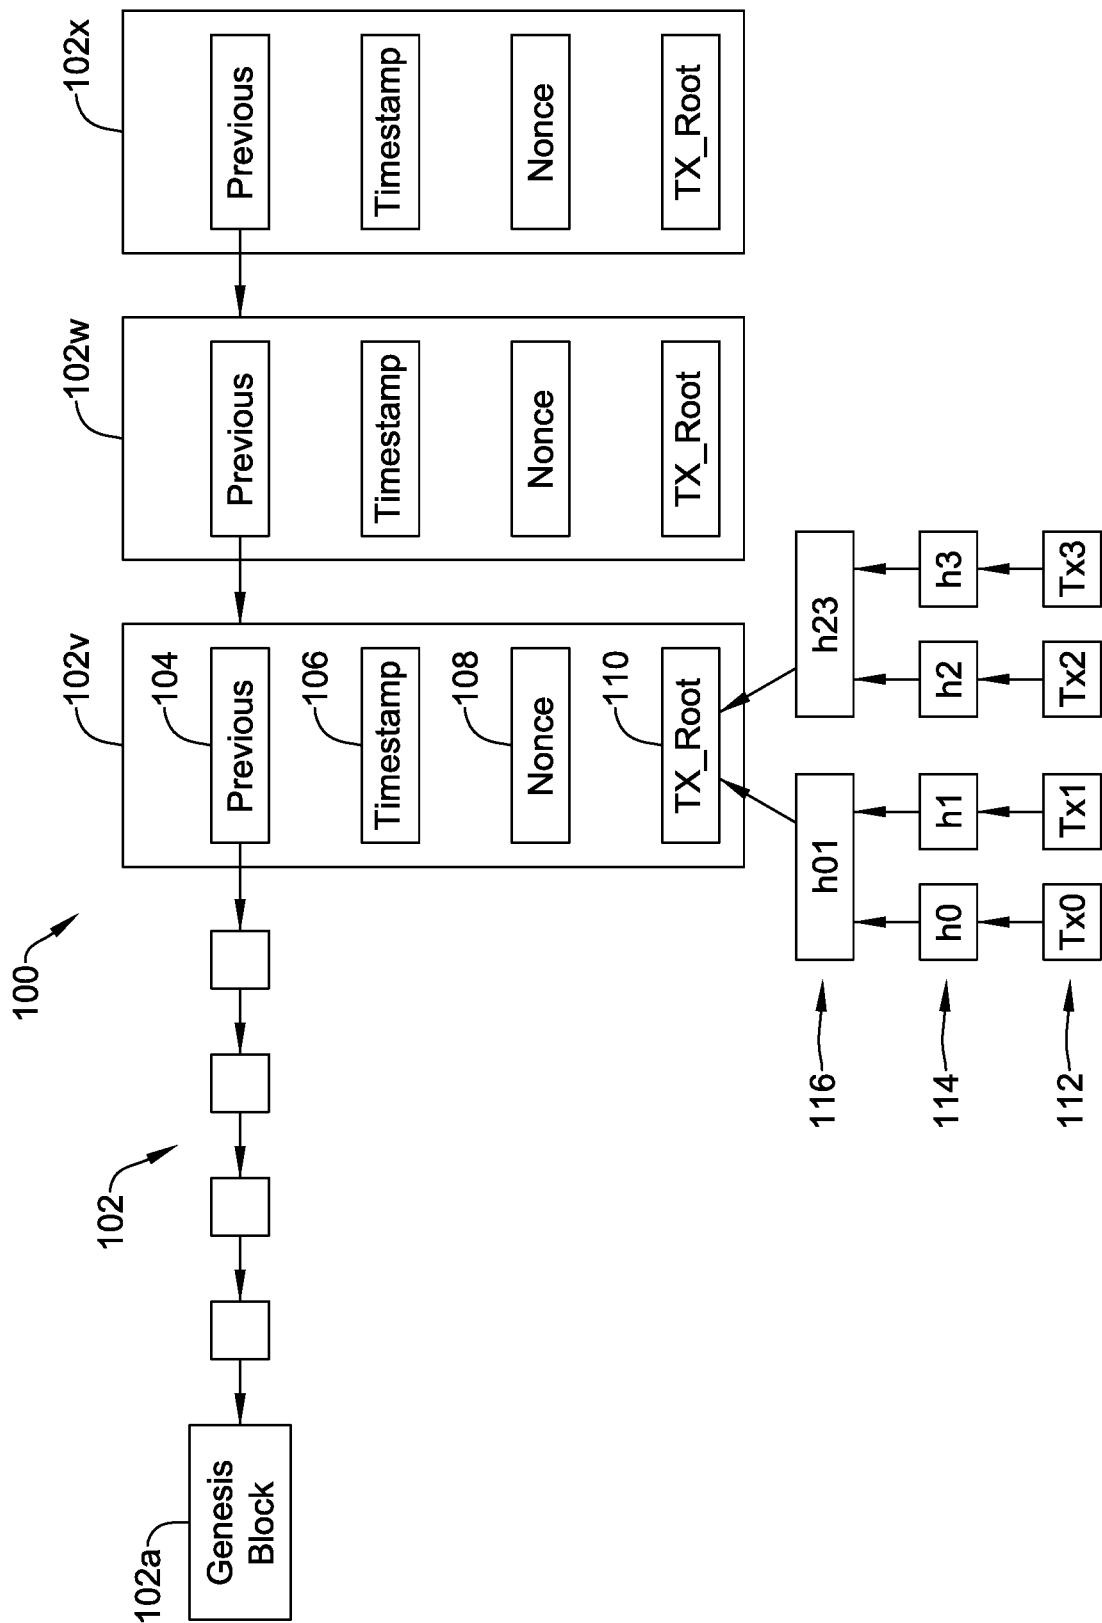 100
102
102a
Genesis
Block
102v
104
Previous
106
Timestamp
108
Nonce
110
TX_Root
102w
Previous
Timestamp
Nonce
TX_Root
102x
Previous
Timestamp
Nonce
TX_Root
116
h01
h23
114
h0
h1
h2
h3
112
Tx0
Tx1
Tx2
Tx3